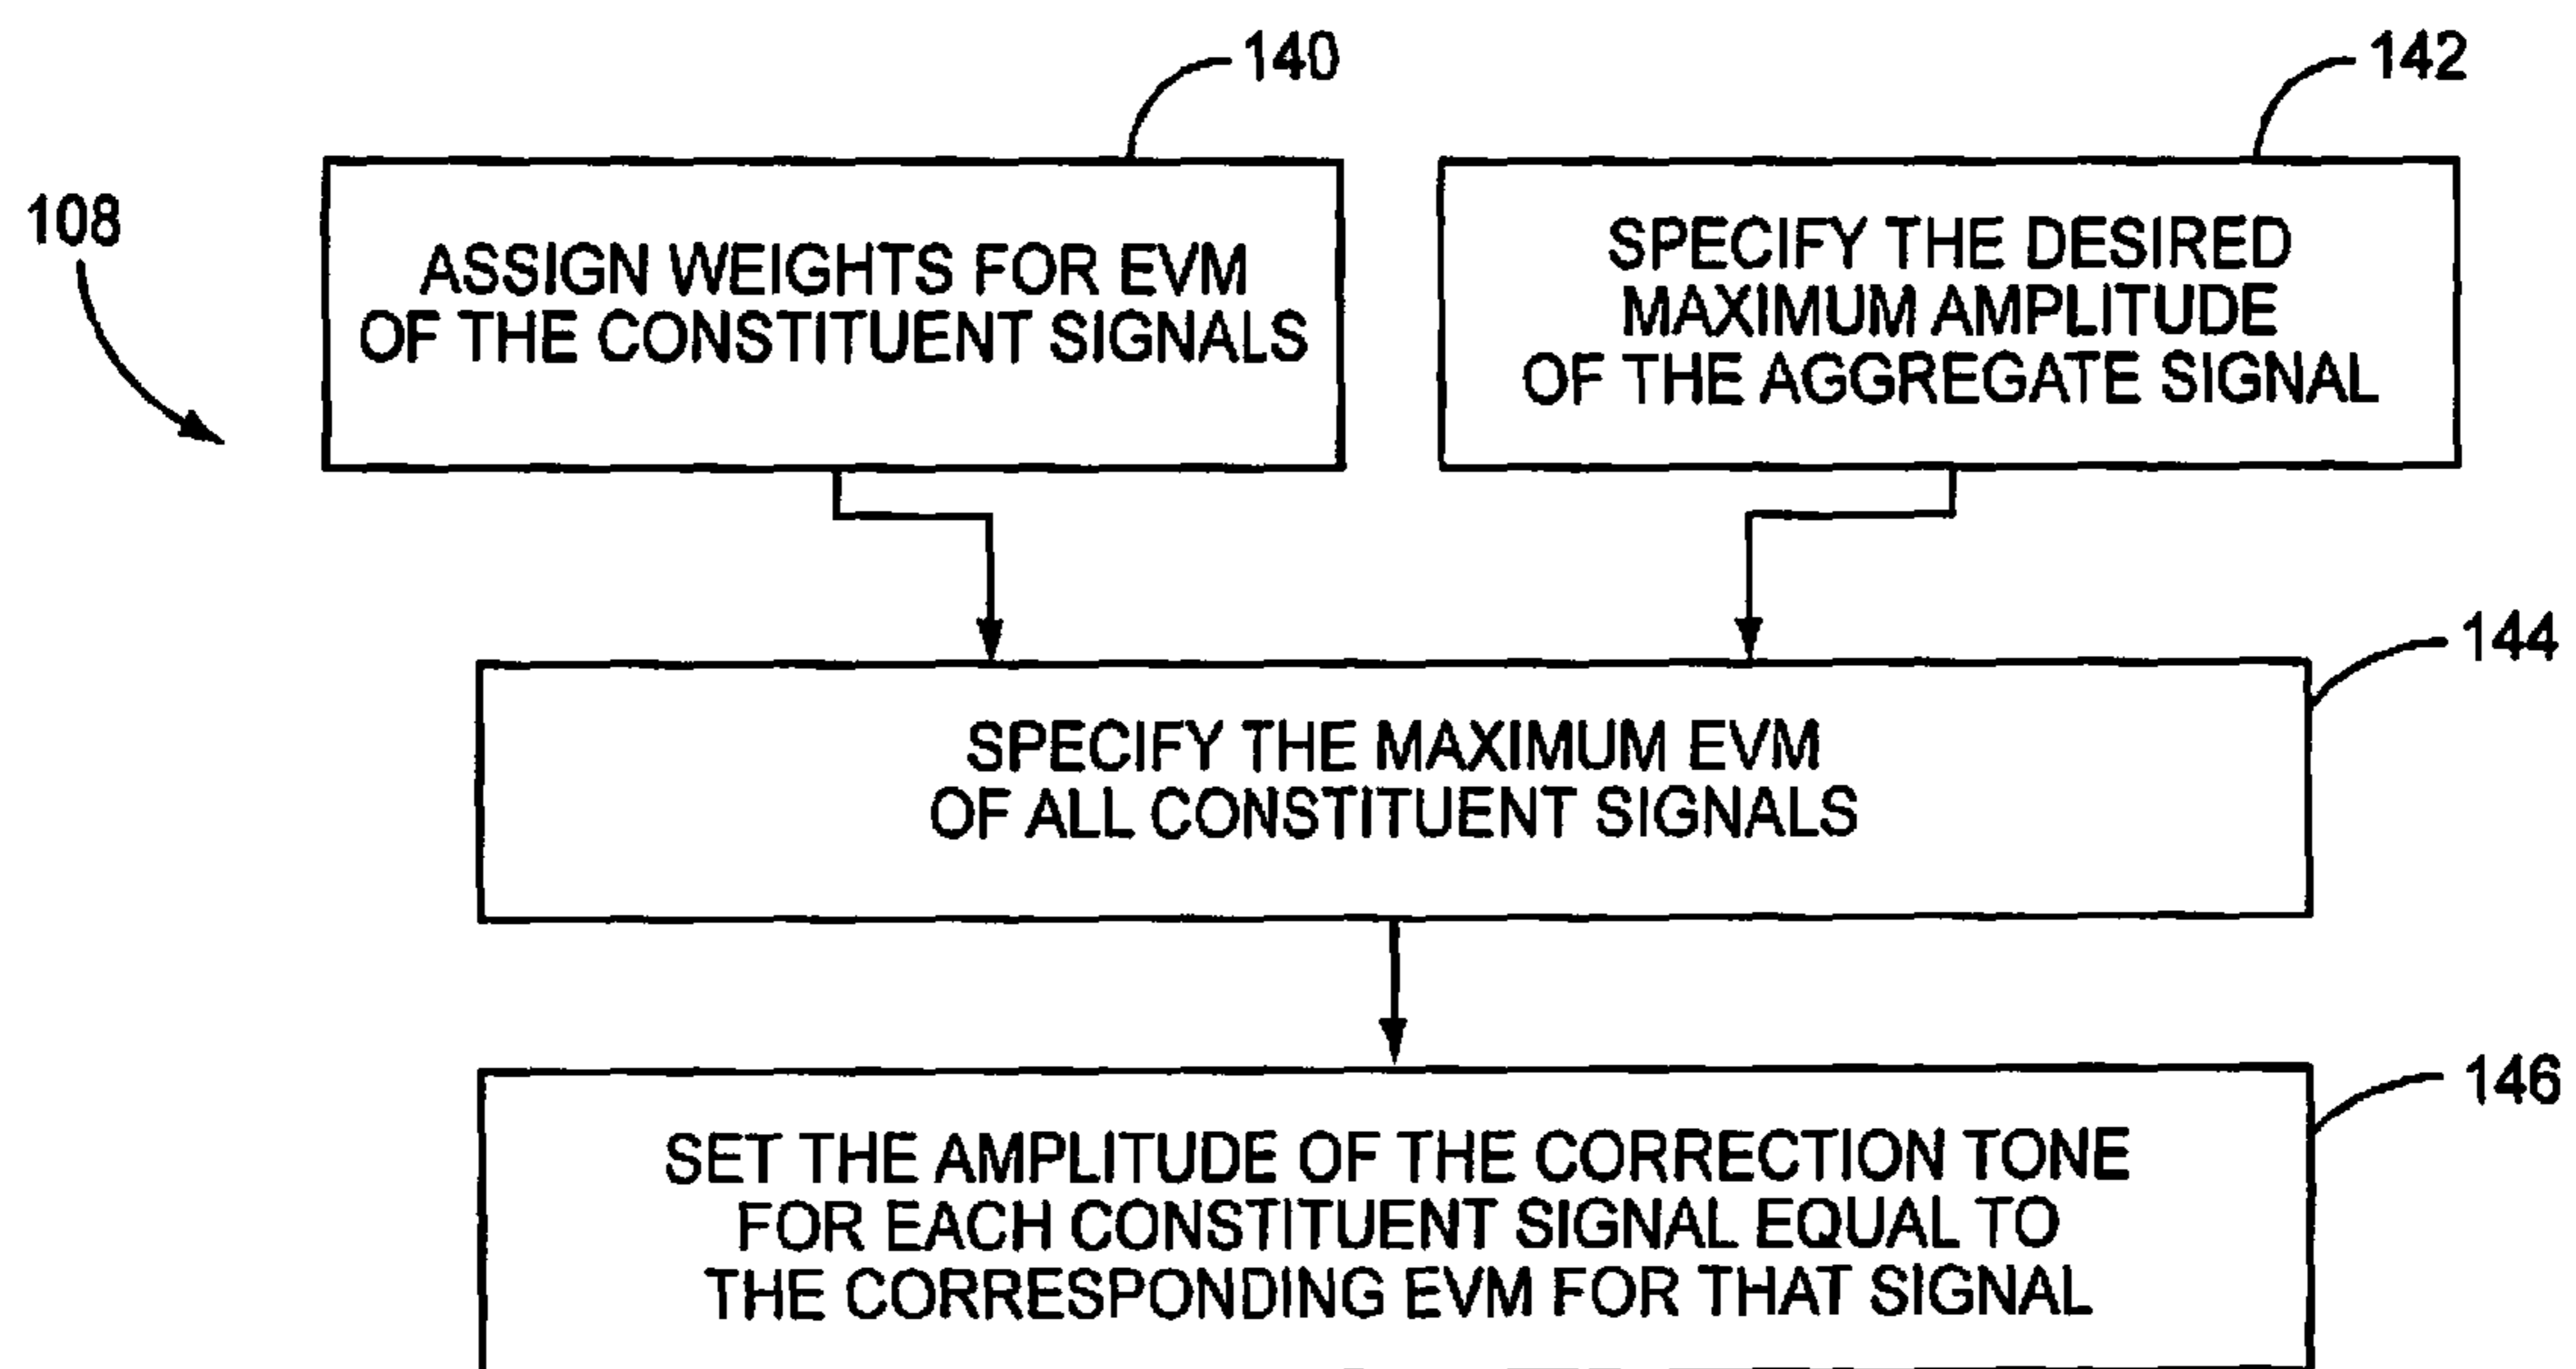 140
142
108
ASSIGN WEIGHTS FOR EVM
OF THE CONSTITUENT SIGNALS
SPECIFY THE DESIRED
MAXIMUM AMPLITUDE
OF THE AGGREGATE SIGNAL
144
SPECIFY THE MAXIMUM EVM
OF ALL CONSTITUENT SIGNALS
146
SET THE AMPLITUDE OF THE CORRECTION TONE
FOR EACH CONSTITUENT SIGNAL EQUAL TO
THE CORRESPONDING EVM FOR THAT SIGNAL